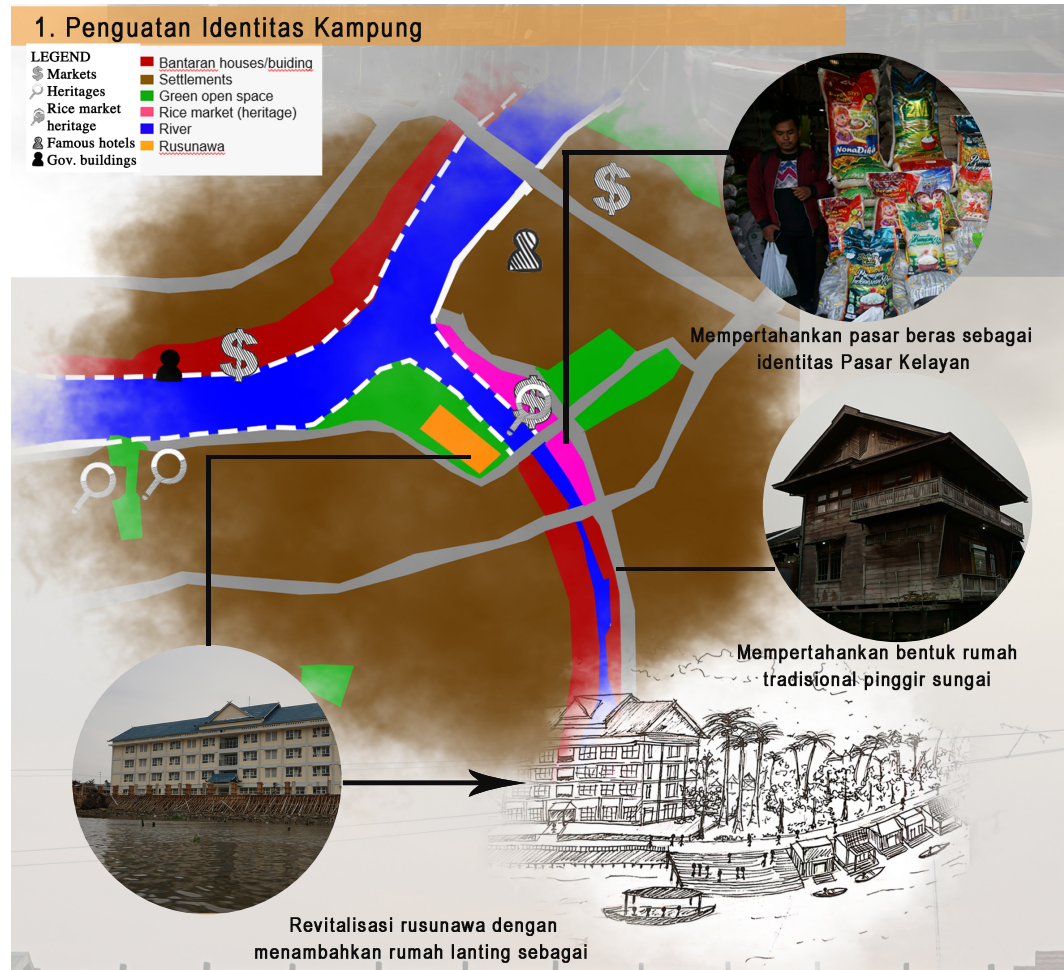 1. Penguatan Identitas Kampung
LEGEND
Markets
Heritages
Rice market
heritage
Famous hotels
Gov. buildings
Bantaran houses/buiding
Settlements
Green open space
Rice market (heritage)
River
Rusunawa
NonaDika
2M
Mempertahankan pasar beras sebagai
identitas Pasar Kelayan
Mempertahankan bentuk rumah
tradisional pinggir sungai
Revitalisasi rusunawa dengan
menambahkan rumah lanting sebagai